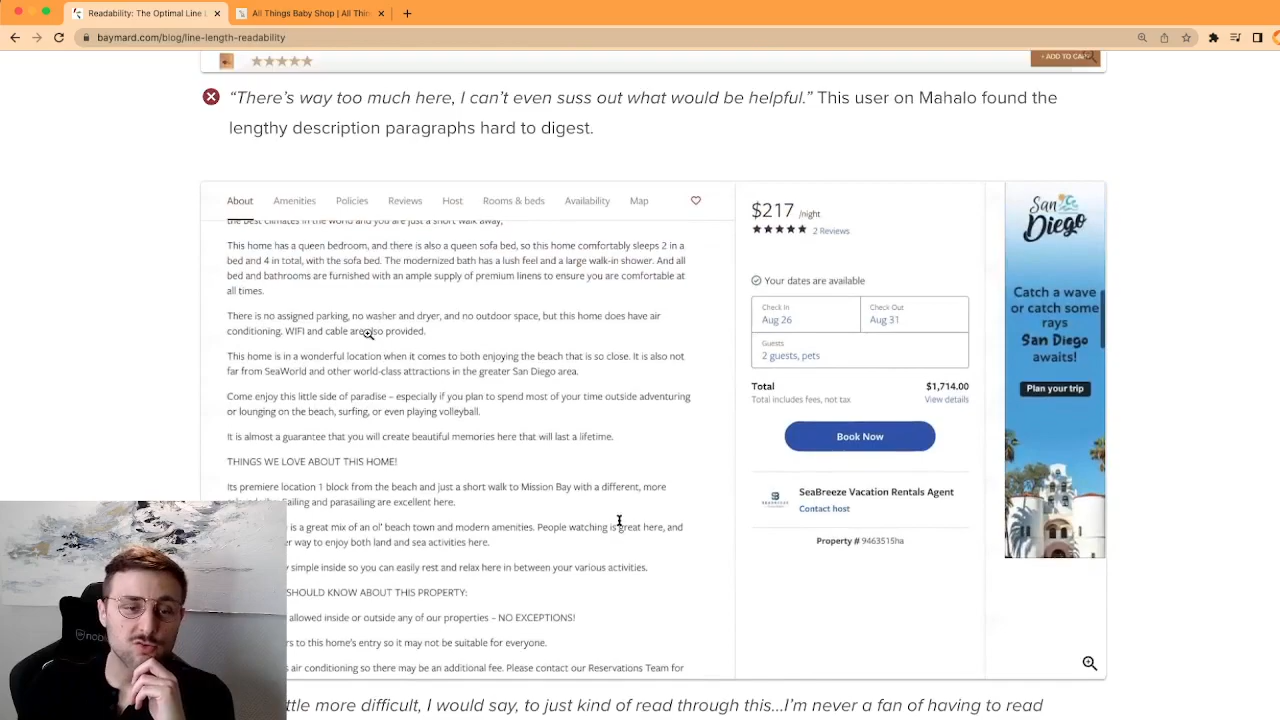 Readability: The Optimal Line L
All Things Baby Shop | All Thin
baymard.com/blog/line-length-readability
+ ADD TO CA
“There’s way too much here, I can’t even suss out what would be helpful.” This user on Mahalo found the
lengthy description paragraphs hard to digest.
About Amenities Policies Reviews Host Rooms & beds Availability Map
the best climates in the world and you are just a short walk away,
This home has a queen bedroom, and there is also a queen sofa bed, so this home comfortably sleeps 2 in a
bed and 4 in total, with the sofa bed. The modernized bath has a lush feel and a large walk-in shower. And all
bed and bathrooms are furnished with an ample supply of premium linens to ensure you are comfortable at
all times.
There is no assigned parking, no washer and dryer, and no outdoor space, but this home does have air
conditioning. WIFI and cable are also provided.
This home is in a wonderful location when it comes to both enjoying the beach that is so close. It is also not
far from SeaWorld and other world-class attractions in the greater San Diego area.
Come enjoy this little side of paradise – especially if you plan to spend most of your time outside adventuring
or lounging on the beach, surfing, or even playing volleyball.
It is almost a guarantee that you will create beautiful memories here that will last a lifetime.
THINGS WE LOVE ABOUT THIS HOME!
Its premiere location 1 block from the beach and just a short walk to Mission Bay with a different, more
Sailing and parasailing are excellent here.
is a great mix of an ol' beach town and modern amenities. People watching is great here, and
way to enjoy both land and sea activities here.
simple inside so you can easily rest and relax here in between your various activities.
SHOULD KNOW ABOUT THIS PROPERTY:
allowed inside or outside any of our properties – NO EXCEPTIONS!
to this home's entry so it may not be suitable for everyone.
air conditioning so there may be an additional fee. Please contact our Reservations Team for
$217 /night
2 Reviews
Your dates are available
Check In Check Out
Aug 26 Aug 31
Guests
2 guests, pets
Total $1,714.00
Total includes fees, not tax View details
Book Now
SEABREEZE
SeaBreeze Vacation Rentals Agent
Contact host
Property # 9463515ha
San
Diego
Catch a wave
or catch some
rays
San Diego
awaits!
Plan your trip
more difficult, I would say, to just kind of read through this...I’m never a fan of having to read
nobl